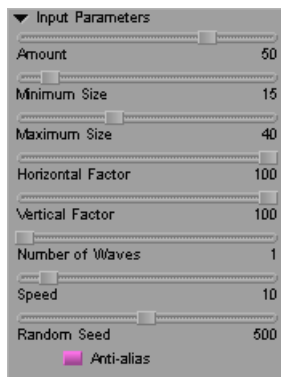 Input Parameters
Amount 50
Minimum Size 15
Maximum Size 40
Horizontal Factor 100
Vertical Factor 100
Number of Waves 1
Speed 10
Random Seed 500
Anti-alias